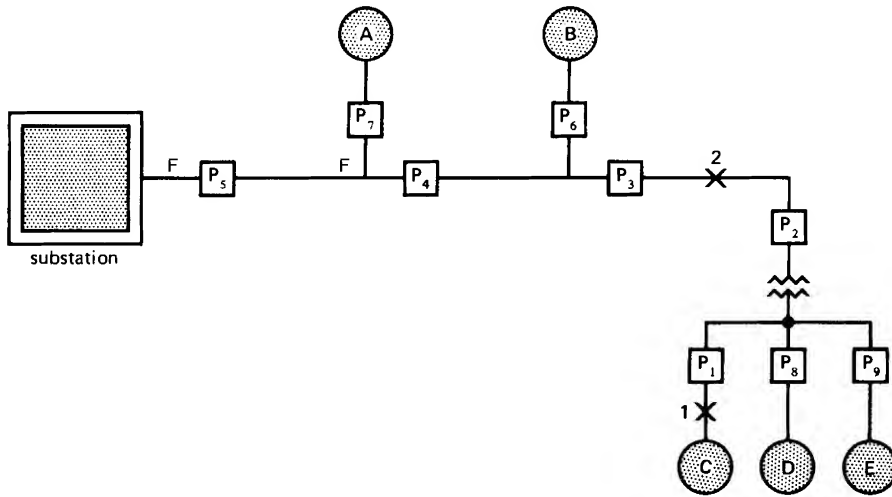 A
B
P₇
P₆
F
P₅
F
P₄
P₃
2
P₂
substation
P₁
P₈
P₉
1
C
D
E